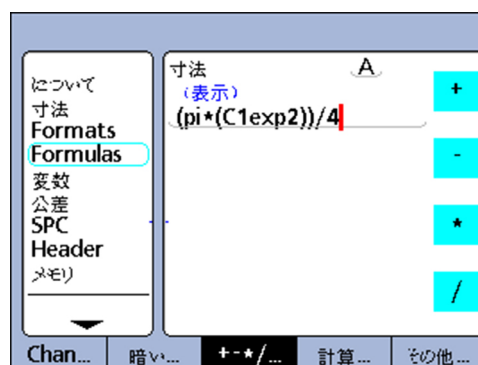 について
寸法
Formats
Formulas
変数
公差
SPC
Header
メモリ
寸法
A
（表示）
(pi*(C1exp2))/4
+
-
*
/
Chan...
暗い...
+-*/...
計算...
その他...